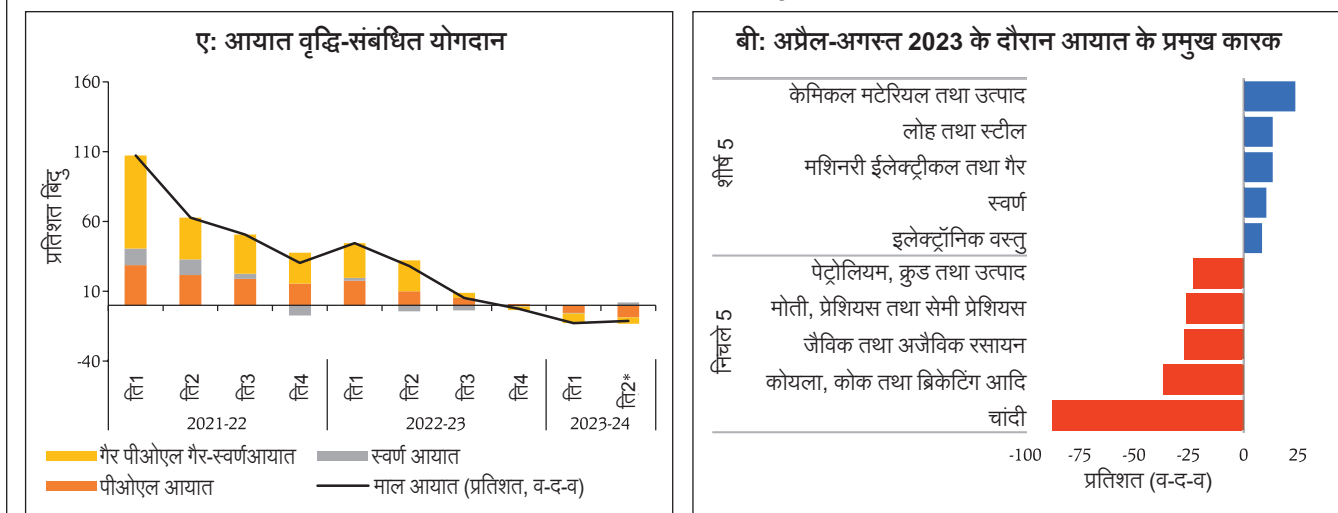 ए: आयात वृद्धि-संबंधित योगदान
प्रतिशत बिंदु
160
110
60
10
-40
ति1 ति2 ति3 ति4 ति1 ति2 ति3 ति4 ति1 ति2*
2021-22 2022-23 2023-24
गैर पीओएल गैर-स्वर्णआयात स्वर्ण आयात
पीओएल आयात माल आयात (प्रतिशत, व-द-व)
बी: अप्रैल-अगस्त 2023 के दौरान आयात के प्रमुख कारक
शीर्ष 5
केमिकल मटेरियल तथा उत्पाद
लोह तथा स्टील
मशिनरी ईलेक्ट्रीकल तथा गैर
स्वर्ण
इलेक्ट्रॉनिक वस्तु
निचले 5
पेट्रोलियम, क्रुड तथा उत्पाद
मोती, प्रेशियस तथा सेमी प्रेशियस
जैविक तथा अजैविक रसायन
कोयला, कोक तथा ब्रिकेटिंग आदि
चांदी
-100 -75 -50 -25 0 25
प्रतिशत (व-द-व)